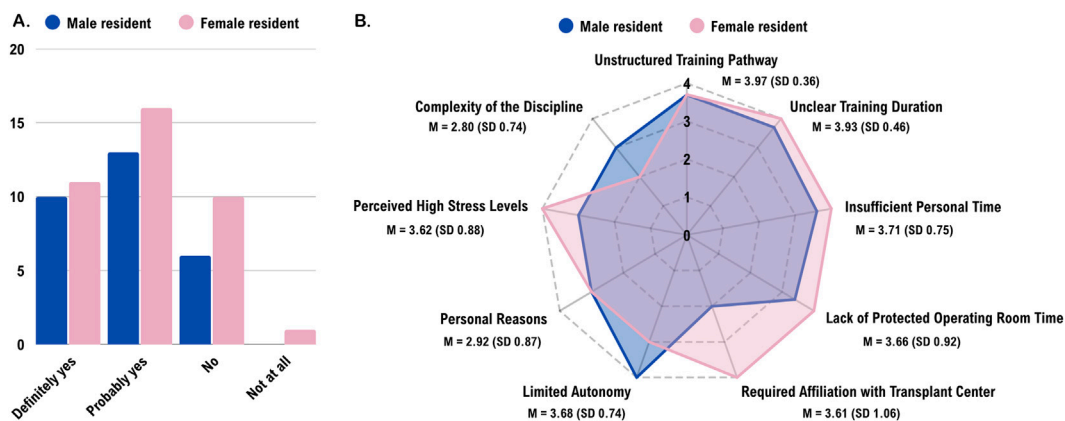 A.
Male resident
Female resident
20
15
10
5
0
Definitely yes
Probably yes
No
Not at all
B.
Male resident
Female resident
Unstructured Training Pathway
M = 3.97 (SD 0.36)
Unclear Training Duration
M = 3.93 (SD 0.46)
Insufficient Personal Time
M = 3.71 (SD 0.75)
Lack of Protected Operating Room Time
M = 3.66 (SD 0.92)
Required Affiliation with Transplant Center
M = 3.61 (SD 1.06)
Limited Autonomy
M = 3.68 (SD 0.74)
Personal Reasons
M = 2.92 (SD 0.87)
Perceived High Stress Levels
M = 3.62 (SD 0.88)
Complexity of the Discipline
M = 2.80 (SD 0.74)
4
3
2
1
0